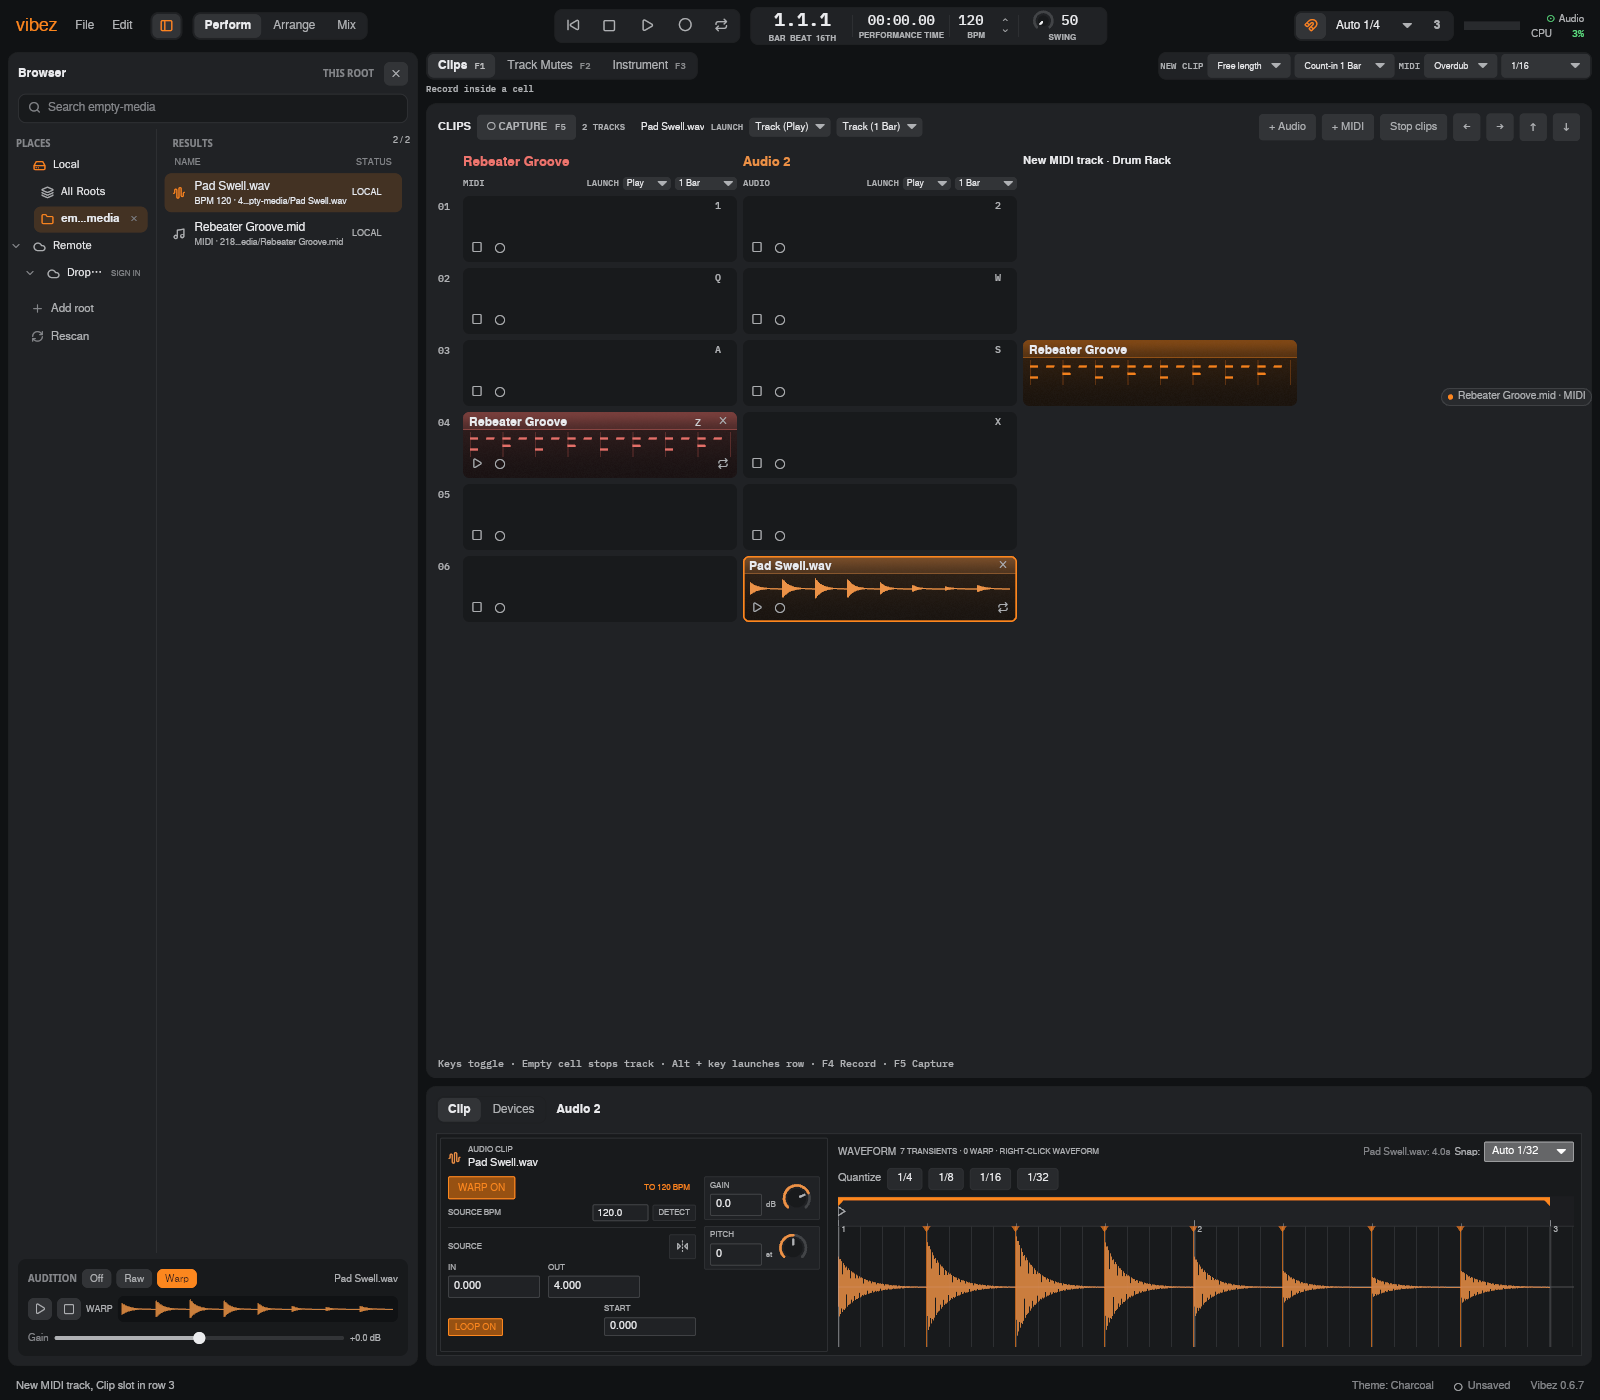 vibez File Edit Perform Arrange Mix
1.1.1
BAR BEAT 16TH
00:00.00
PERFORMANCE TIME
120
BPM
50
SWING
Auto 1/4 3
Audio
CPU 3%
Browser THIS ROOT
Search empty-media
PLACES
Local
All Roots
em...media
Remote
Drop... SIGN IN
Add root
Rescan
RESULTS 2/2
NAME STATUS
Pad Swell.wav LOCAL
BPM 120 · 4...pty-media/Pad Swell.wav
Rebeater Groove.mid LOCAL
MIDI · 218...edia/Rebeater Groove.mid
AUDITION Off Raw Warp Pad Swell.wav
WARP
Gain +0.0 dB
Clips F1 Track Mutes F2 Instrument F3
NEW CLIP Free length Count-in 1 Bar MIDI Overdub 1/16
Record inside a cell
CLIPS CAPTURE F5 2 TRACKS Pad Swell.wav LAUNCH Track (Play) Track (1 Bar)
+ Audio + MIDI Stop clips ← → ↑ ↓
Rebeater Groove Audio 2 New MIDI track · Drum Rack
MIDI LAUNCH Play 1 Bar AUDIO LAUNCH Play 1 Bar
01 1 2
02 Q W
03 A S Rebeater Groove
Rebeater Groove.mid · MIDI
04 Rebeater Groove Z X
05
06 Pad Swell.wav
Keys toggle · Empty cell stops track · Alt + key launches row · F4 Record · F5 Capture
Clip Devices Audio 2
AUDIO CLIP
Pad Swell.wav
WARP ON TO 120 BPM
SOURCE BPM 120.0 DETECT
SOURCE
IN OUT
0.000 4.000
START
LOOP ON 0.000
GAIN
0.0 dB
PITCH
0 st
WAVEFORM 7 TRANSIENTS · 0 WARP · RIGHT-CLICK WAVEFORM Pad Swell.wav: 4.0s Snap: Auto 1/32
Quantize 1/4 1/8 1/16 1/32
1 2 3
New MIDI track, Clip slot in row 3
Theme: Charcoal Unsaved Vibez 0.6.7